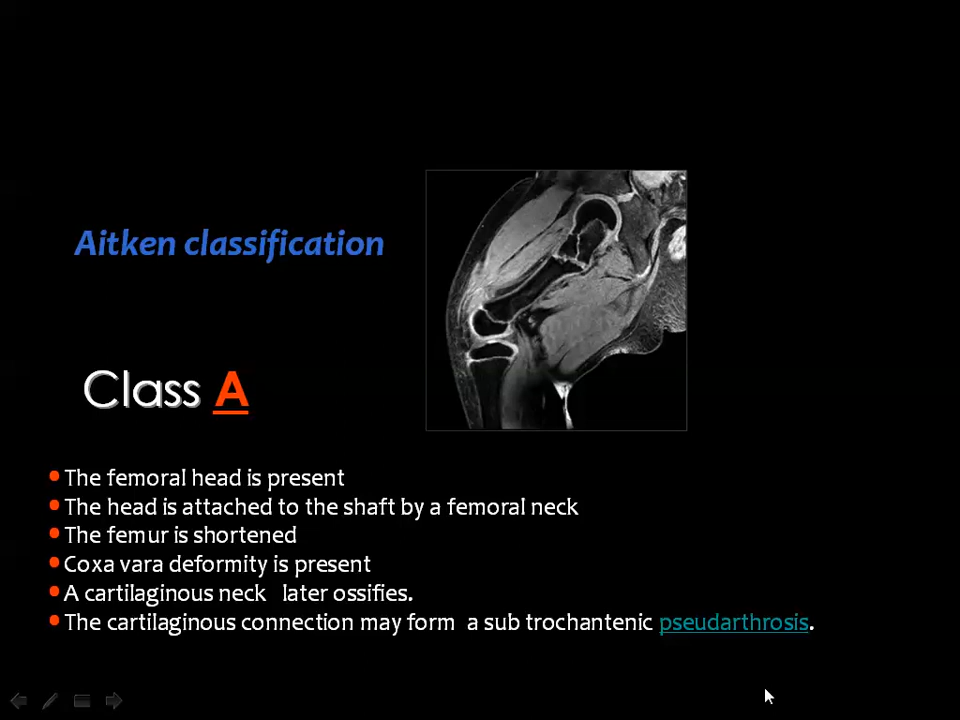 Aitken classification
Class A
•The femoral head is present
•The head is attached to the shaft by a femoral neck
•The femur is shortened
•Coxa vara deformity is present
•A cartilaginous neck later ossifies.
•The cartilaginous connection may form a sub trochantenic pseudarthrosis.